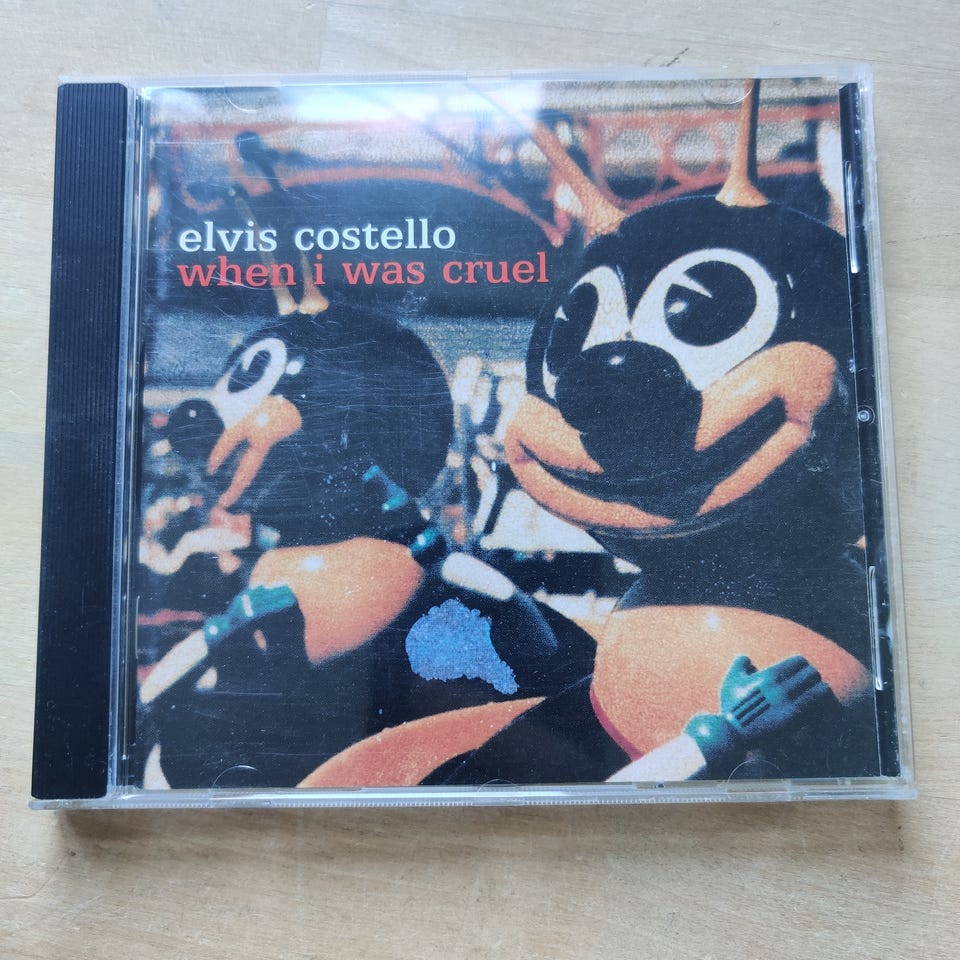 elvis costello
when i was cruel